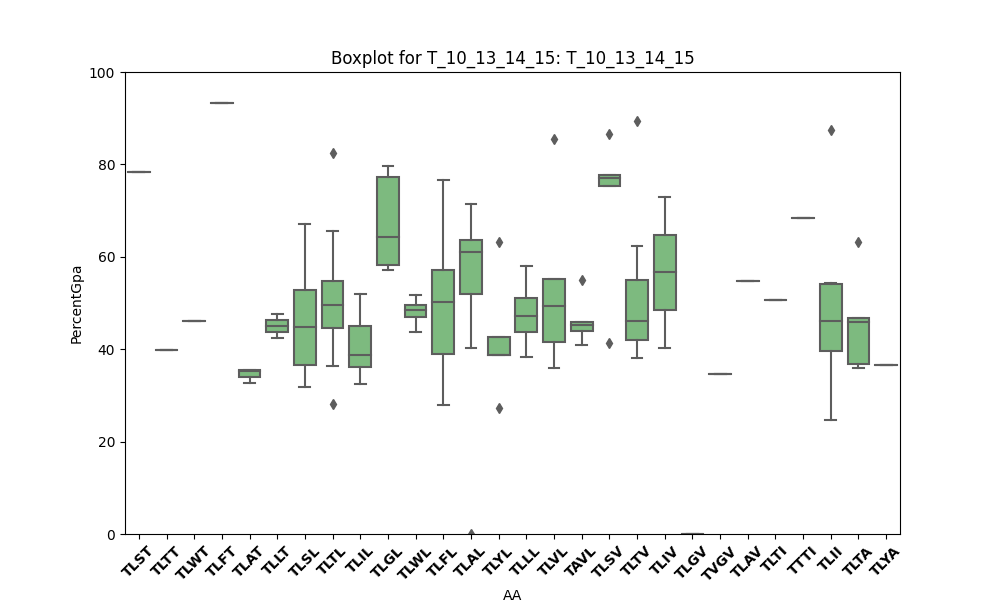 Boxplot for T_10_13_14_15: T_10_13_14_15
100
80
60
40
20
0
PercentGpa
TLST TLTT TLWT TLFT TLAT TLLT TLSL TLTL TLIL TLGL TLWL TLFL TLAL TLYL TLLL TLVL TAVL TLSV TLTV TLIV TLGV TVGV TLAV TLTI TTTI TLII TLTA TLYA
AA